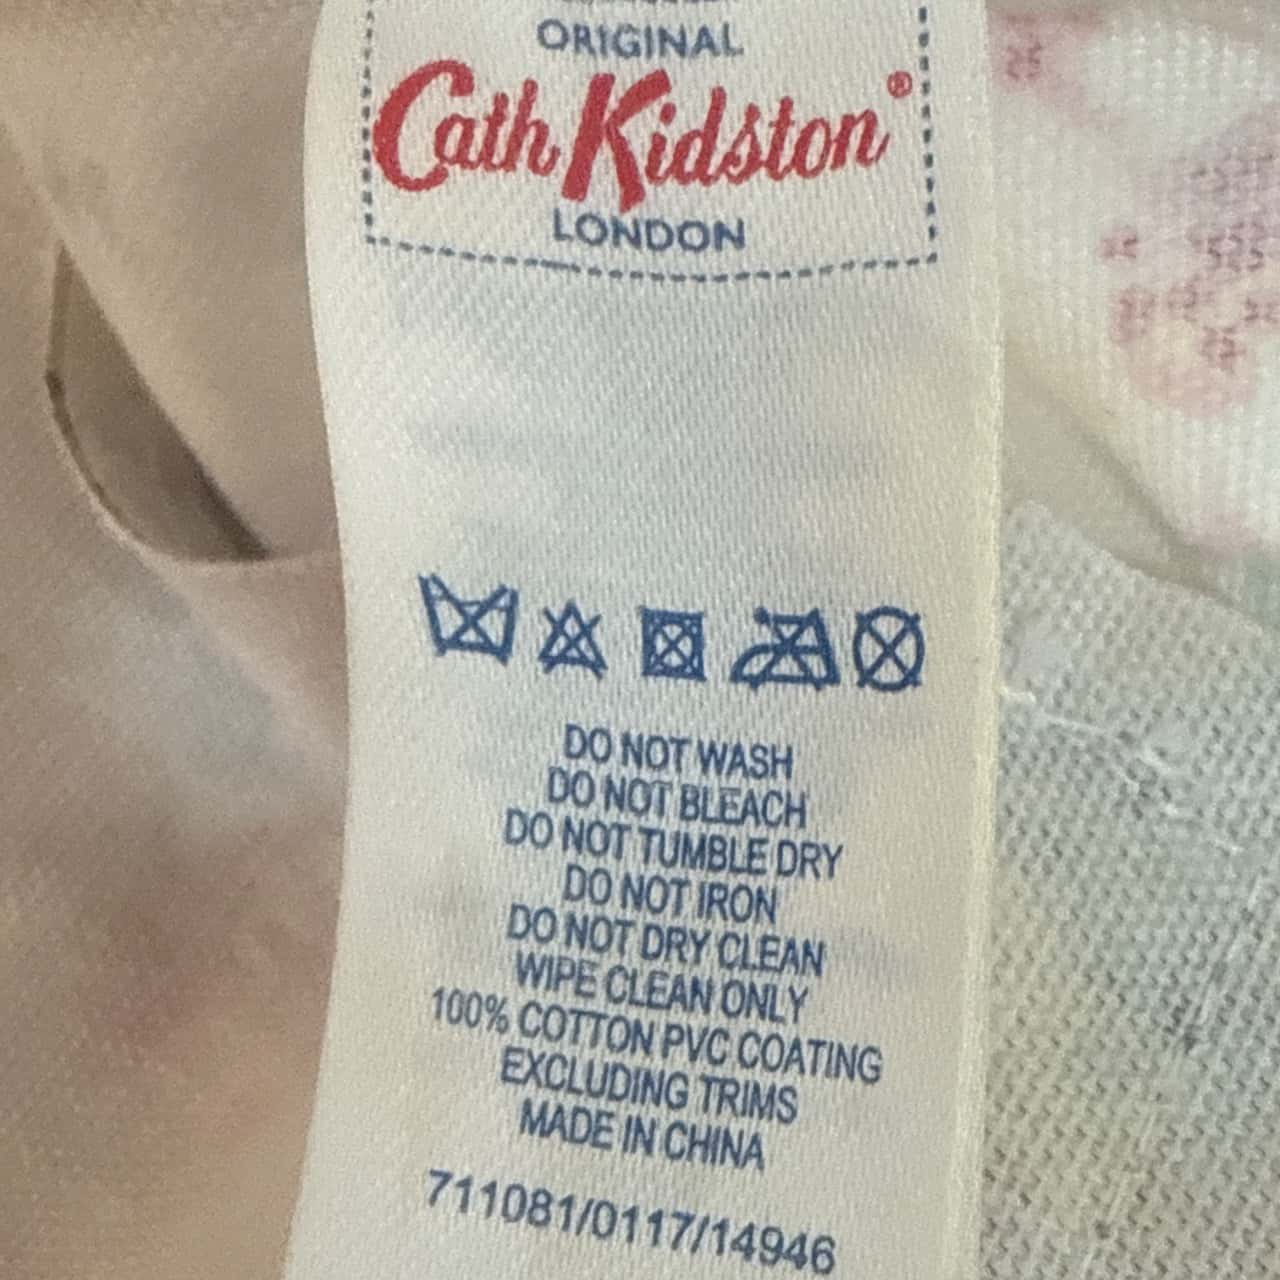 ORIGINAL
Cath Kidston®
LONDON
DO NOT WASH
DO NOT BLEACH
DO NOT TUMBLE DRY
DO NOT IRON
DO NOT DRY CLEAN
WIPE CLEAN ONLY
100% COTTON PVC COATING
EXCLUDING TRIMS
MADE IN CHINA
711081/0117/14946